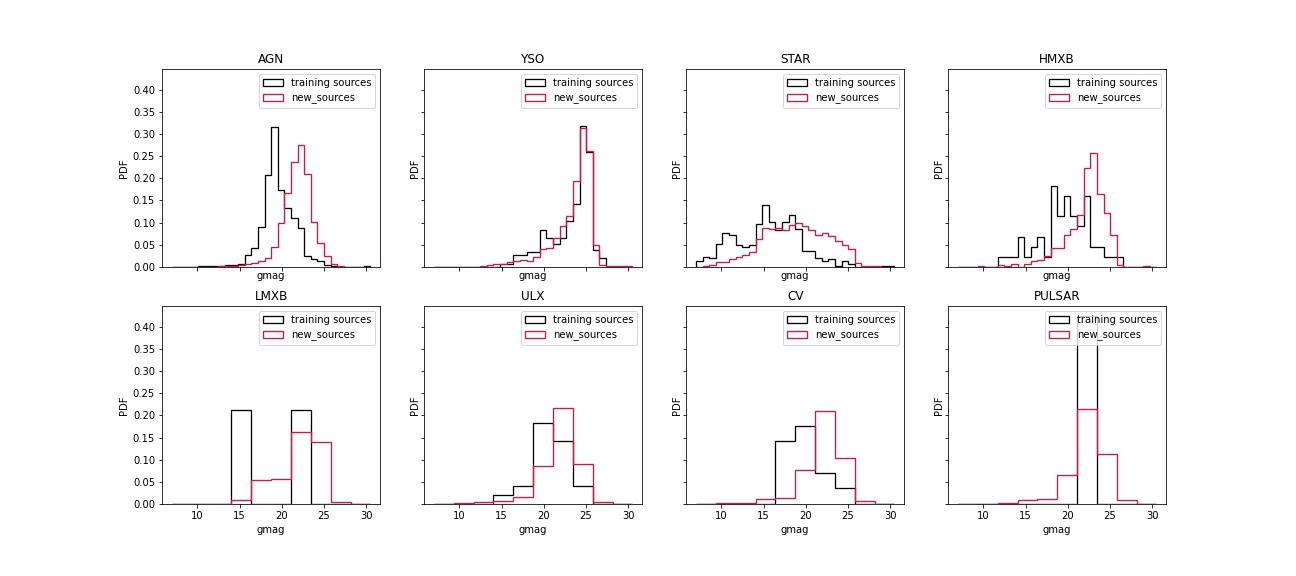 AGN
YSO
STAR
HMXB
training sources
new_sources
training sources
new_sources
training sources
new_sources
training sources
new_sources
0.40
0.35
0.30
0.25
0.20
0.15
0.10
0.05
0.00
PDF
PDF
PDF
PDF
gmag
gmag
gmag
gmag
LMXB
ULX
CV
PULSAR
training sources
new_sources
training sources
new_sources
training sources
new_sources
training sources
new_sources
0.40
0.35
0.30
0.25
0.20
0.15
0.10
0.05
0.00
PDF
PDF
PDF
PDF
10 15 20 25 30
10 15 20 25 30
10 15 20 25 30
10 15 20 25 30
gmag
gmag
gmag
gmag